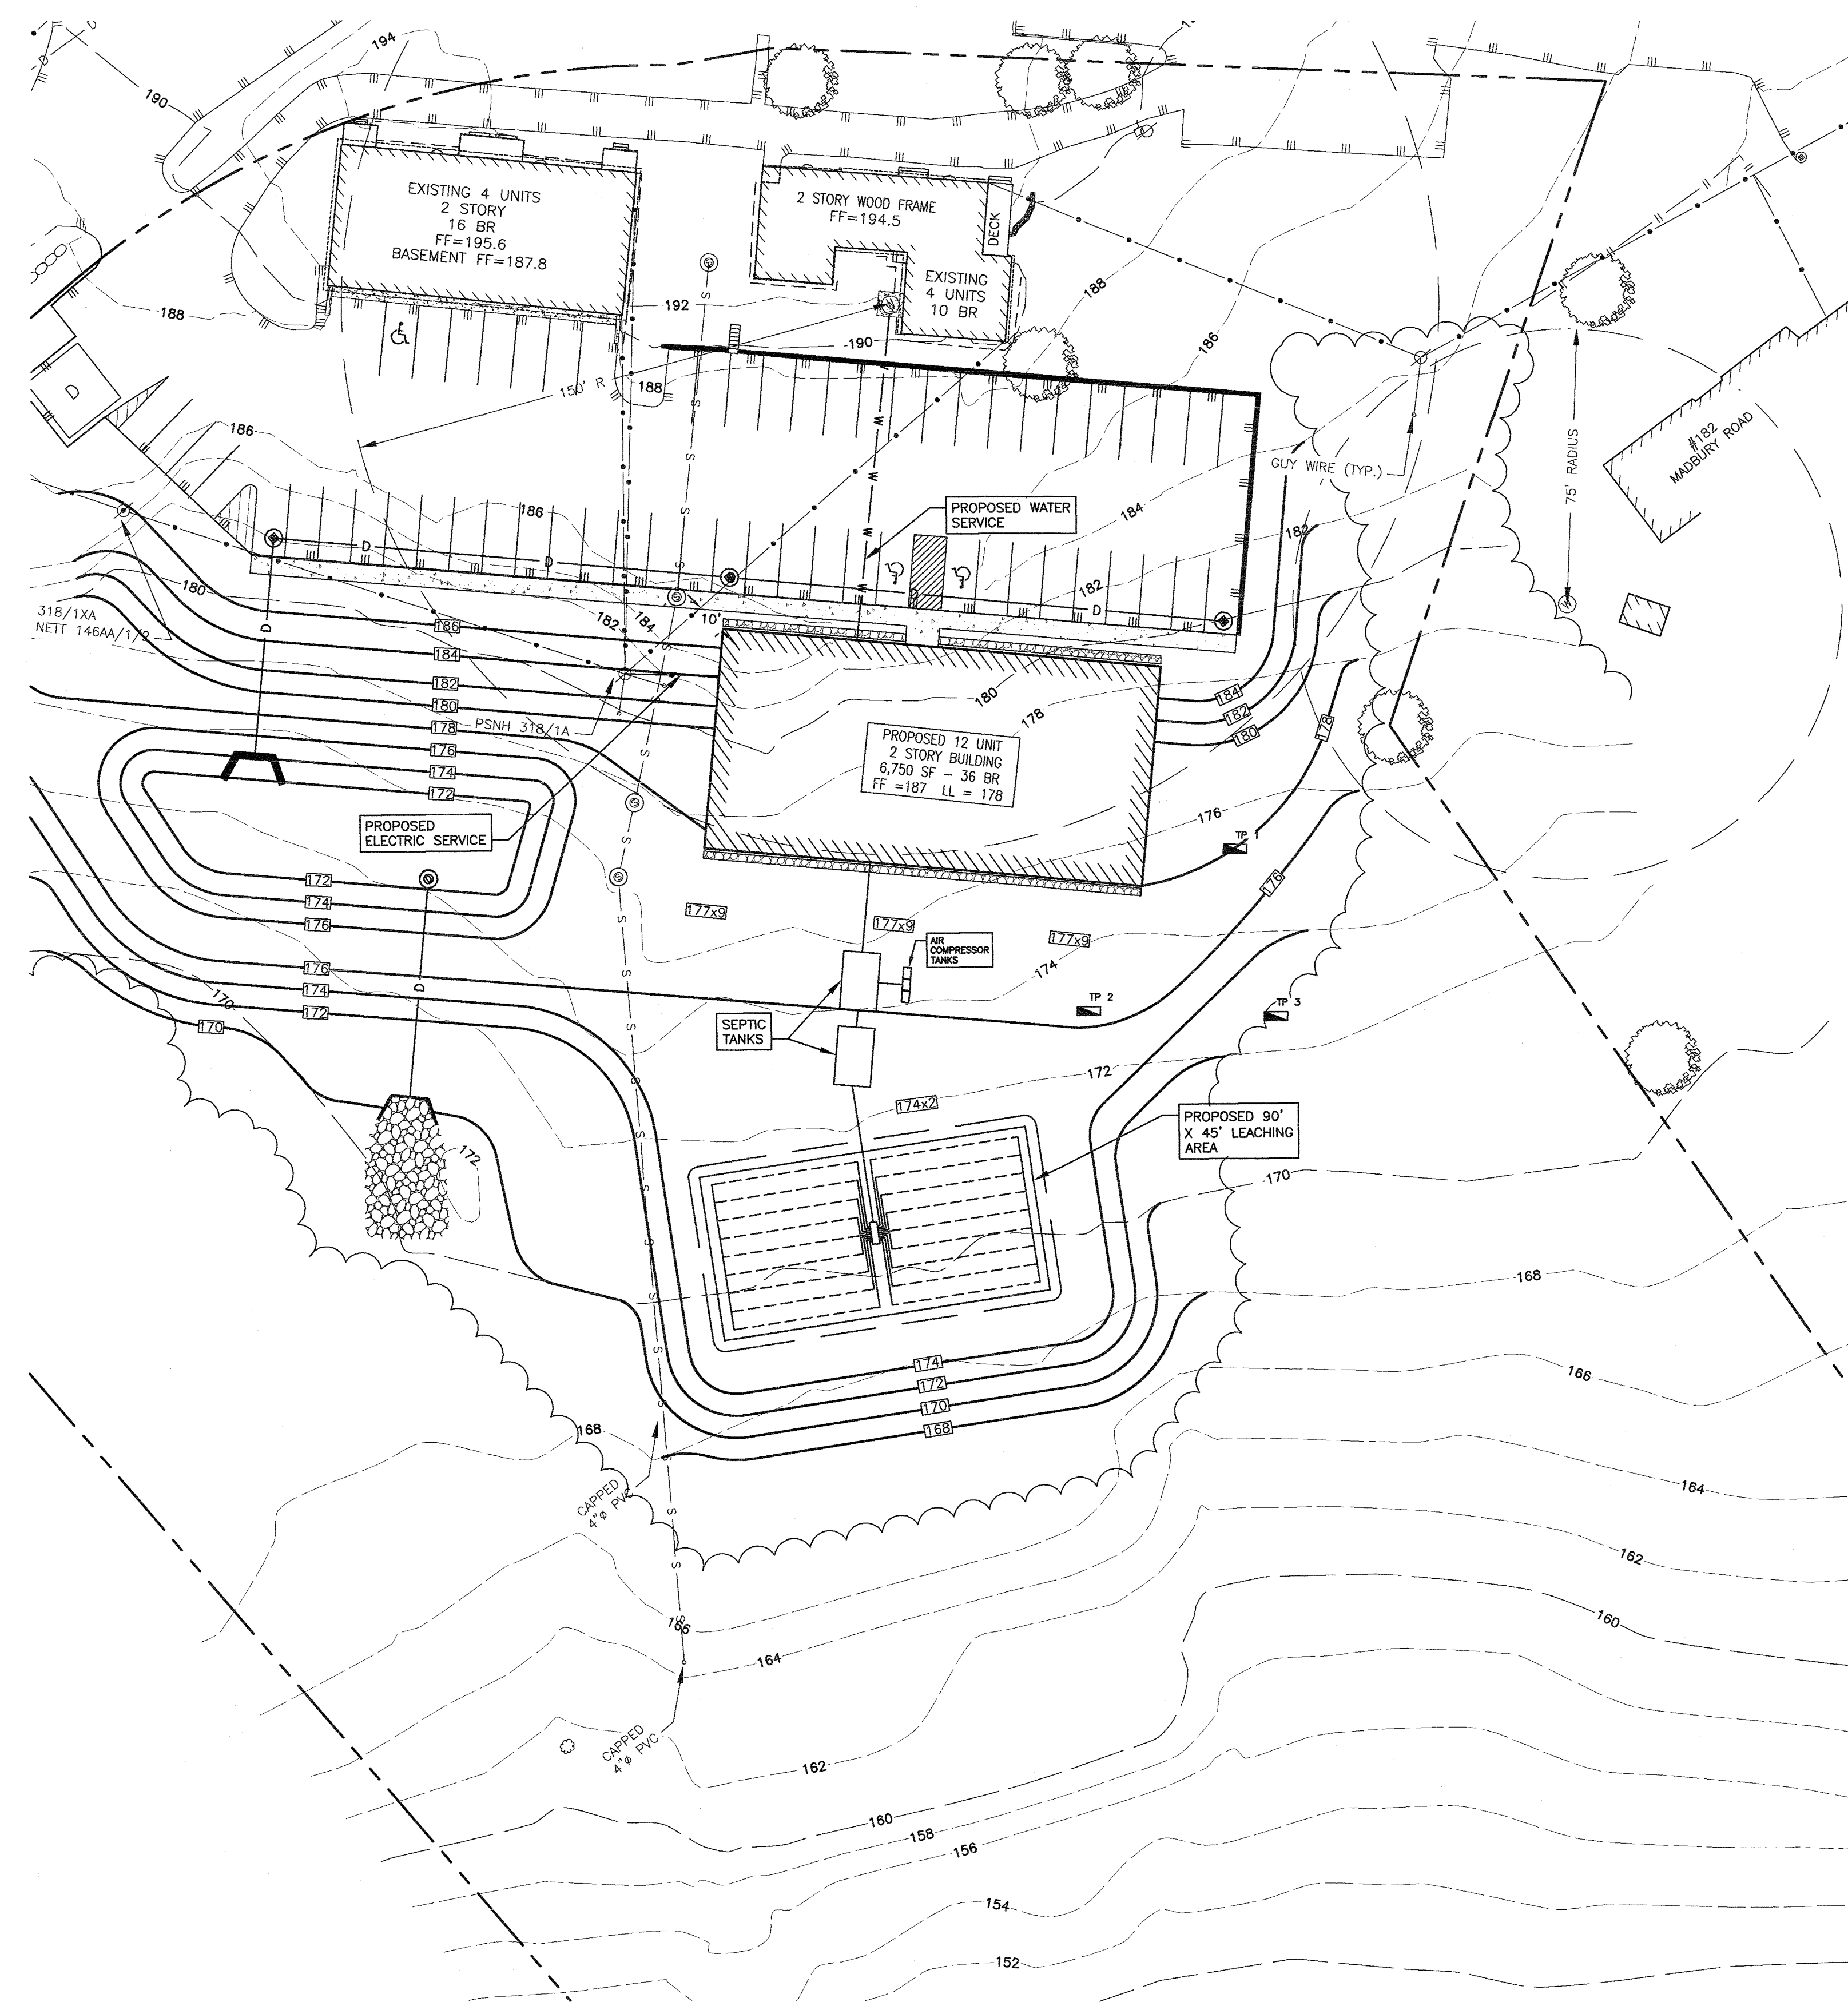 194
190
EXISTING 4 UNITS
2 STORY
16 BR
FF=195.6
BASEMENT FF=187.8
2 STORY WOOD FRAME
FF=194.5
DECK
EXISTING
4 UNITS
10 BR
188
192
190
188
186
188
150' R
D
186
186
S
S
S
S
W
W
W
W
PROPOSED WATER
SERVICE
184
182
182
GUY WIRE (TYP.)
75' RADIUS
#182
MADBURY ROAD
W
D
D
D
D
180
318/1XA
NETT 146AA/1/2
186
184
182
180
178
176
174
172
182
184
10'
PSNH 318/1A
S
S
180
178
PROPOSED 12 UNIT
2 STORY BUILDING
6,750 SF - 36 BR
FF =187 LL = 178
184
182
180
178
176
TP 1
176
PROPOSED
ELECTRIC SERVICE
172
174
176
177x9
177x9
177x9
AIR
COMPRESSOR
TANKS
174
176
174
172
170
170
D
S
S
S
S
TP 2
TP 3
SEPTIC
TANKS
172
174x2
PROPOSED 90'
X 45' LEACHING
AREA
172
170
168
S
S
S
S
S
S
S
174
172
170
168
166
168
CAPPED
4"ø PVC
S
S
S
S
164
162
160
166
164
CAPPED
4"ø PVC
162
160
158
156
154
152